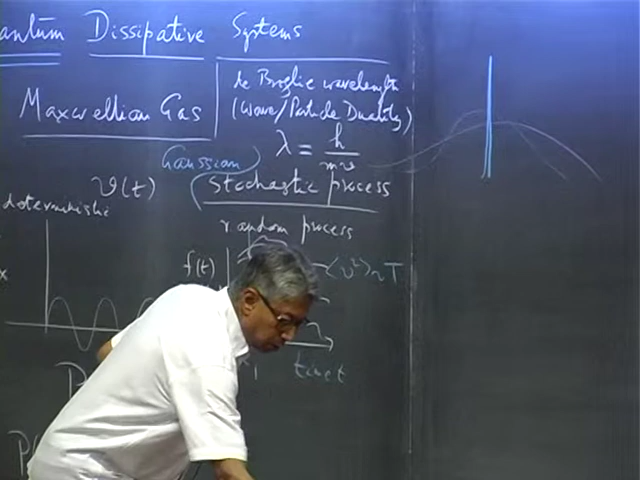 Dissipative Systems
Maxwellian Gas
de Broglie wavelength
(Wave/Particle Duality)
λ = h/mv
Gaussian
Stochastic process
random process
v(t)
deterministic
f(t)
⟨v²⟩ ~ T
time t